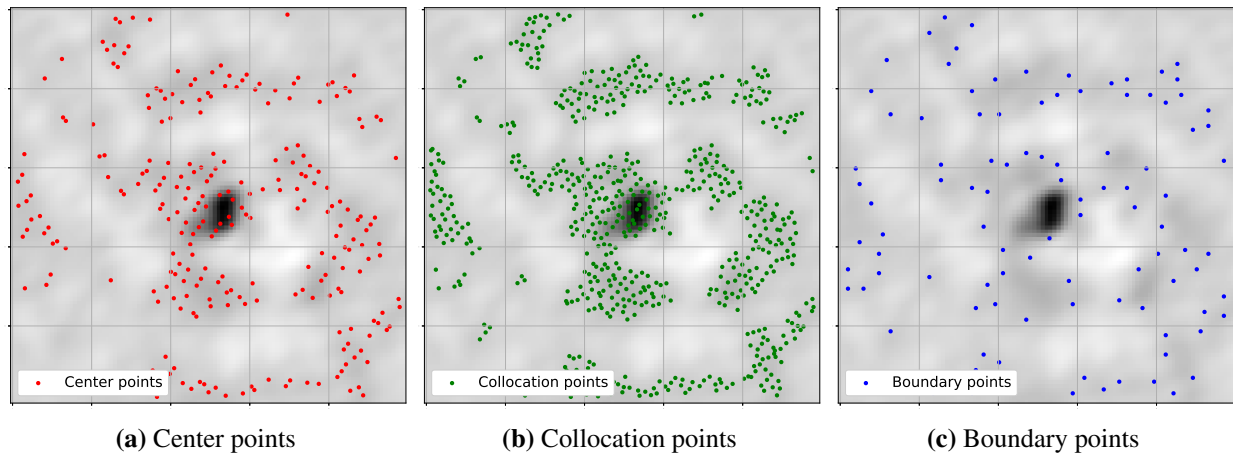 Center points
Collocation points
Boundary points
(a) Center points
(b) Collocation points
(c) Boundary points